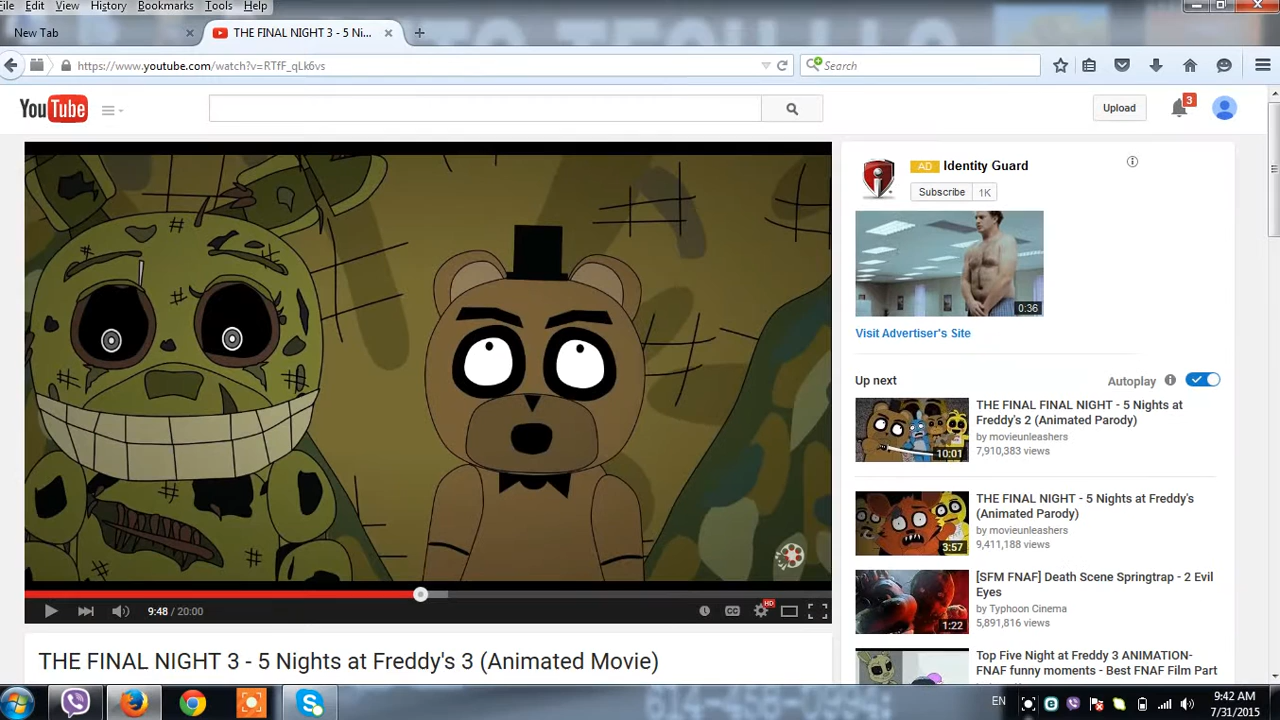 File Edit View History Bookmarks Tools Help
New Tab
THE FINAL NIGHT 3 - 5 Ni...
https://www.youtube.com/watch?v=RTfF_qLk6vs
Search
YouTube
Upload
3
AD Identity Guard
Subscribe 1K
0:36
Visit Advertiser's Site
Up next
Autoplay
THE FINAL FINAL NIGHT - 5 Nights at
Freddy's 2 (Animated Parody)
by movieunleashers
7,910,383 views
10:01
THE FINAL NIGHT - 5 Nights at Freddy's
(Animated Parody)
by movieunleashers
9,411,188 views
3:57
[SFM FNAF] Death Scene Springtrap - 2 Evil
Eyes
by Typhoon Cinema
5,891,816 views
1:22
Top Five Night at Freddy 3 ANIMATION-
FNAF funny moments - Best FNAF Film Part
9:48 / 20:00
CC
HD
THE FINAL NIGHT 3 - 5 Nights at Freddy's 3 (Animated Movie)
EN
9:42 AM
7/31/2015